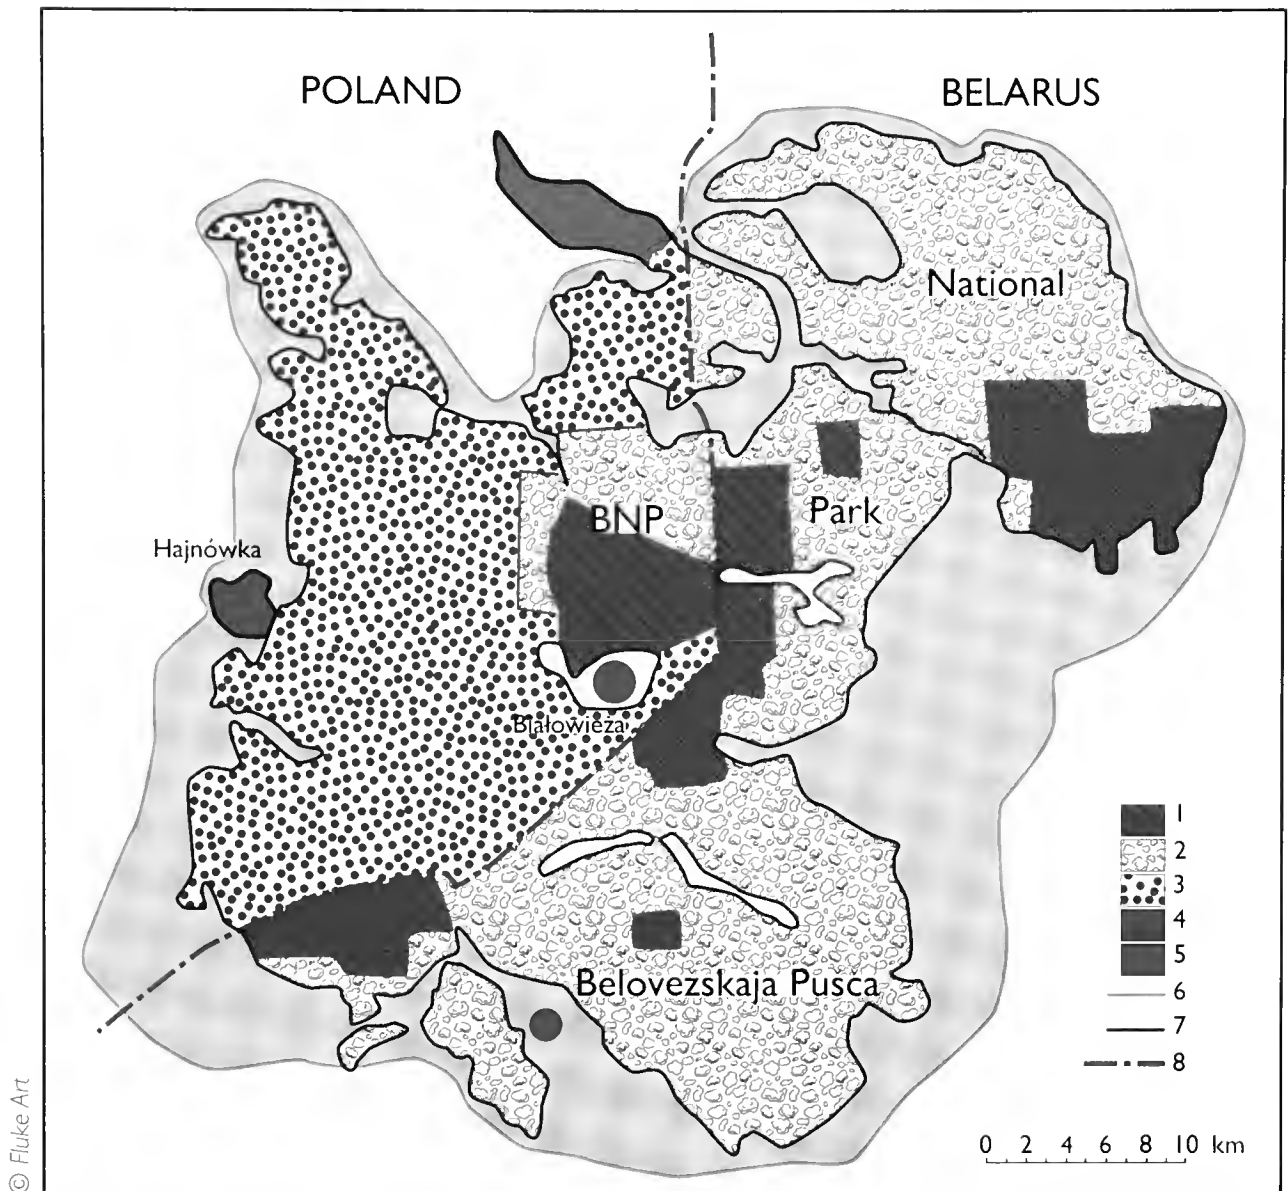 POLAND
BELARUS
National
BNP
Park
Hajnówka
Białowieża
Belovezskaja Pusca
1
2
3
4
5
6
7
8
0 2 4 6 8 10 km
© Fluke Art